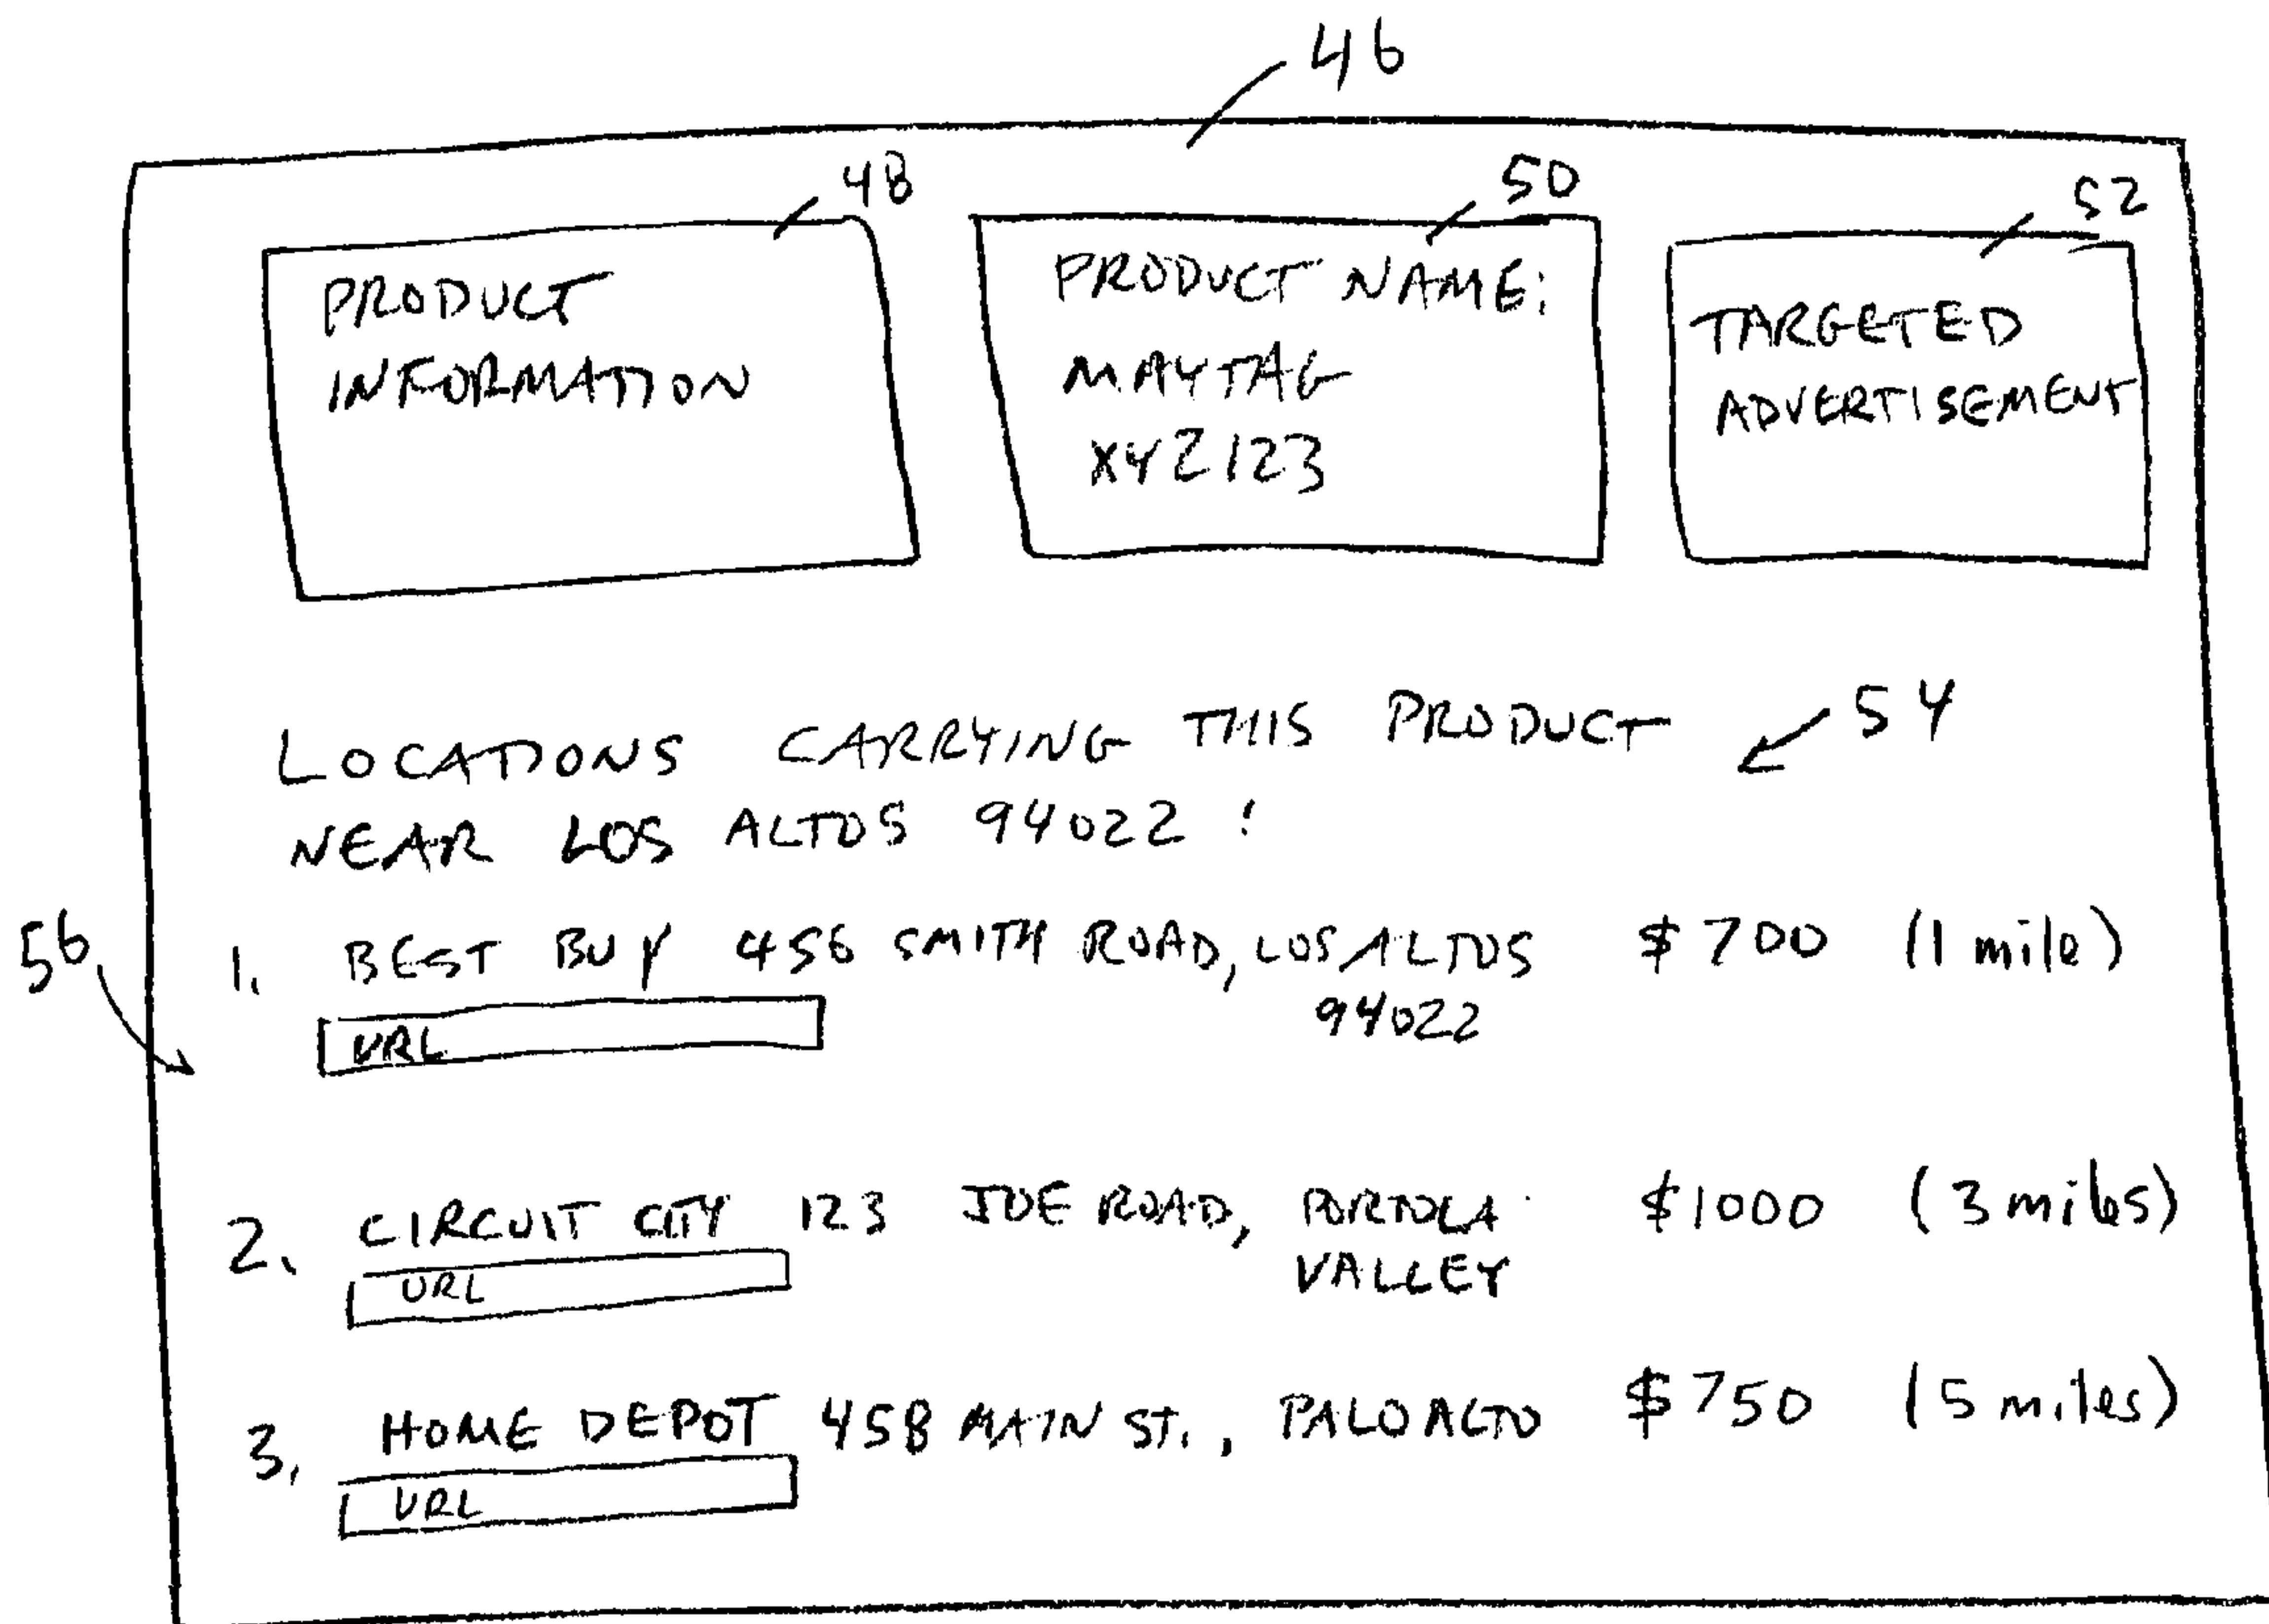 46
48
50
52
PRODUCT
INFORMATION
PRODUCT NAME:
MAYTAG
XYZ123
TARGETED
ADVERTISEMENT
LOCATIONS CARRYING THIS PRODUCT
54
NEAR LOS ALTOS 94022 :
56
1. BEST BUY 456 SMITH ROAD, LOS ALTOS $700 (1 mile)
94022
URL
2. CIRCUIT CITY 123 JOE ROAD, PORTOLA $1000 (3 miles)
VALLEY
URL
3. HOME DEPOT 458 MAIN ST., PALO ALTO $750 (5 miles)
URL